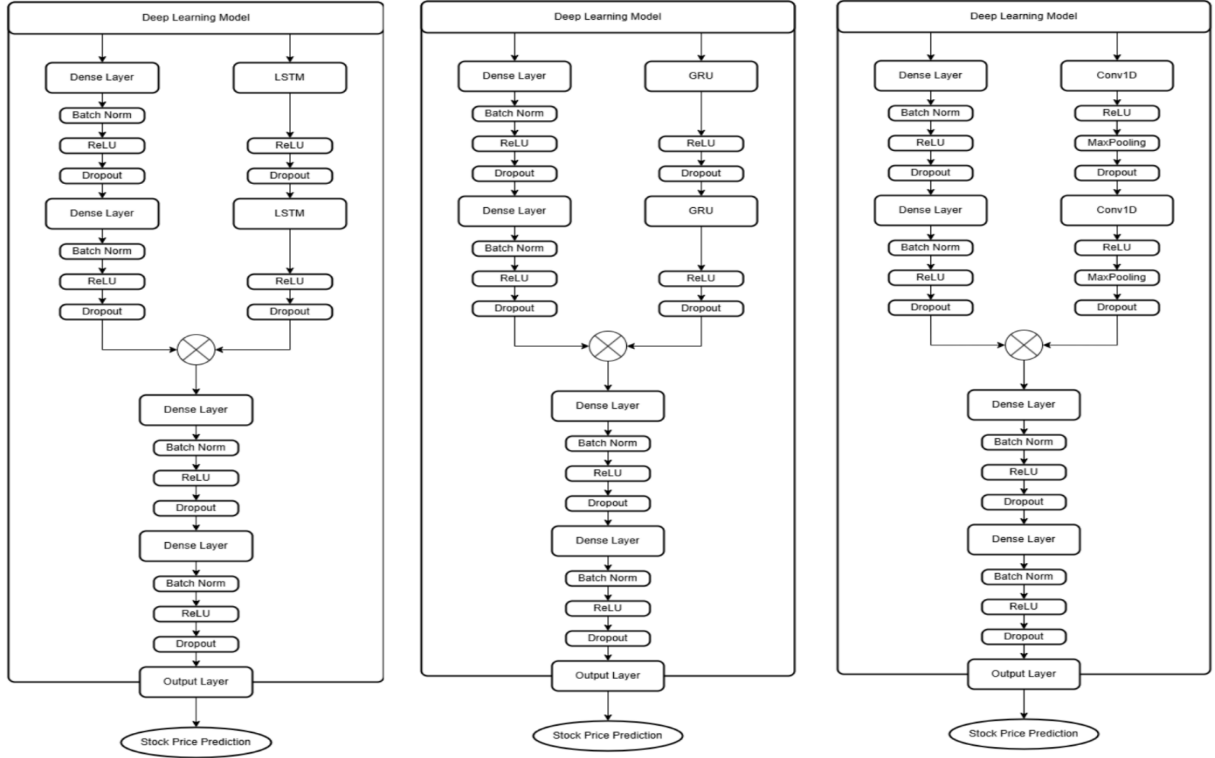 Deep Learning Model
Dense Layer
Batch Norm
ReLU
Dropout
Dense Layer
Batch Norm
ReLU
Dropout
LSTM
ReLU
Dropout
LSTM
ReLU
Dropout
Dense Layer
Batch Norm
ReLU
Dropout
Dense Layer
Batch Norm
ReLU
Dropout
Output Layer
Stock Price Prediction
Deep Learning Model
Dense Layer
Batch Norm
ReLU
Dropout
Dense Layer
Batch Norm
ReLU
Dropout
GRU
ReLU
Dropout
GRU
ReLU
Dropout
Dense Layer
Batch Norm
ReLU
Dropout
Dense Layer
Batch Norm
ReLU
Dropout
Output Layer
Stock Price Prediction
Deep Learning Model
Dense Layer
Batch Norm
ReLU
Dropout
Dense Layer
Batch Norm
ReLU
Dropout
Conv1D
ReLU
MaxPooling
Dropout
Conv1D
ReLU
MaxPooling
Dropout
Dense Layer
Batch Norm
ReLU
Dropout
Dense Layer
Batch Norm
ReLU
Dropout
Output Layer
Stock Price Prediction